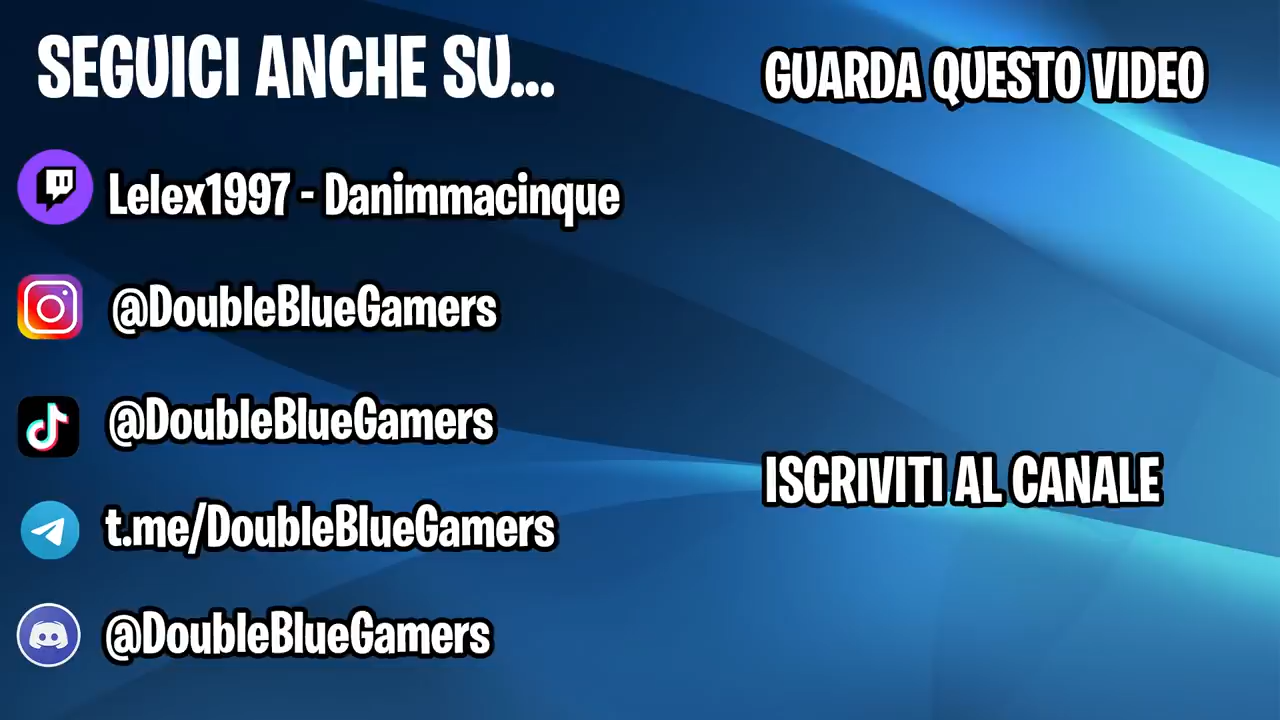 SEGUICI ANCHE SU...
Lelex1997 - Danimmacinque
@DoubleBlueGamers
@DoubleBlueGamers
t.me/DoubleBlueGamers
@DoubleBlueGamers
GUARDA QUESTO VIDEO
ISCRIVITI AL CANALE